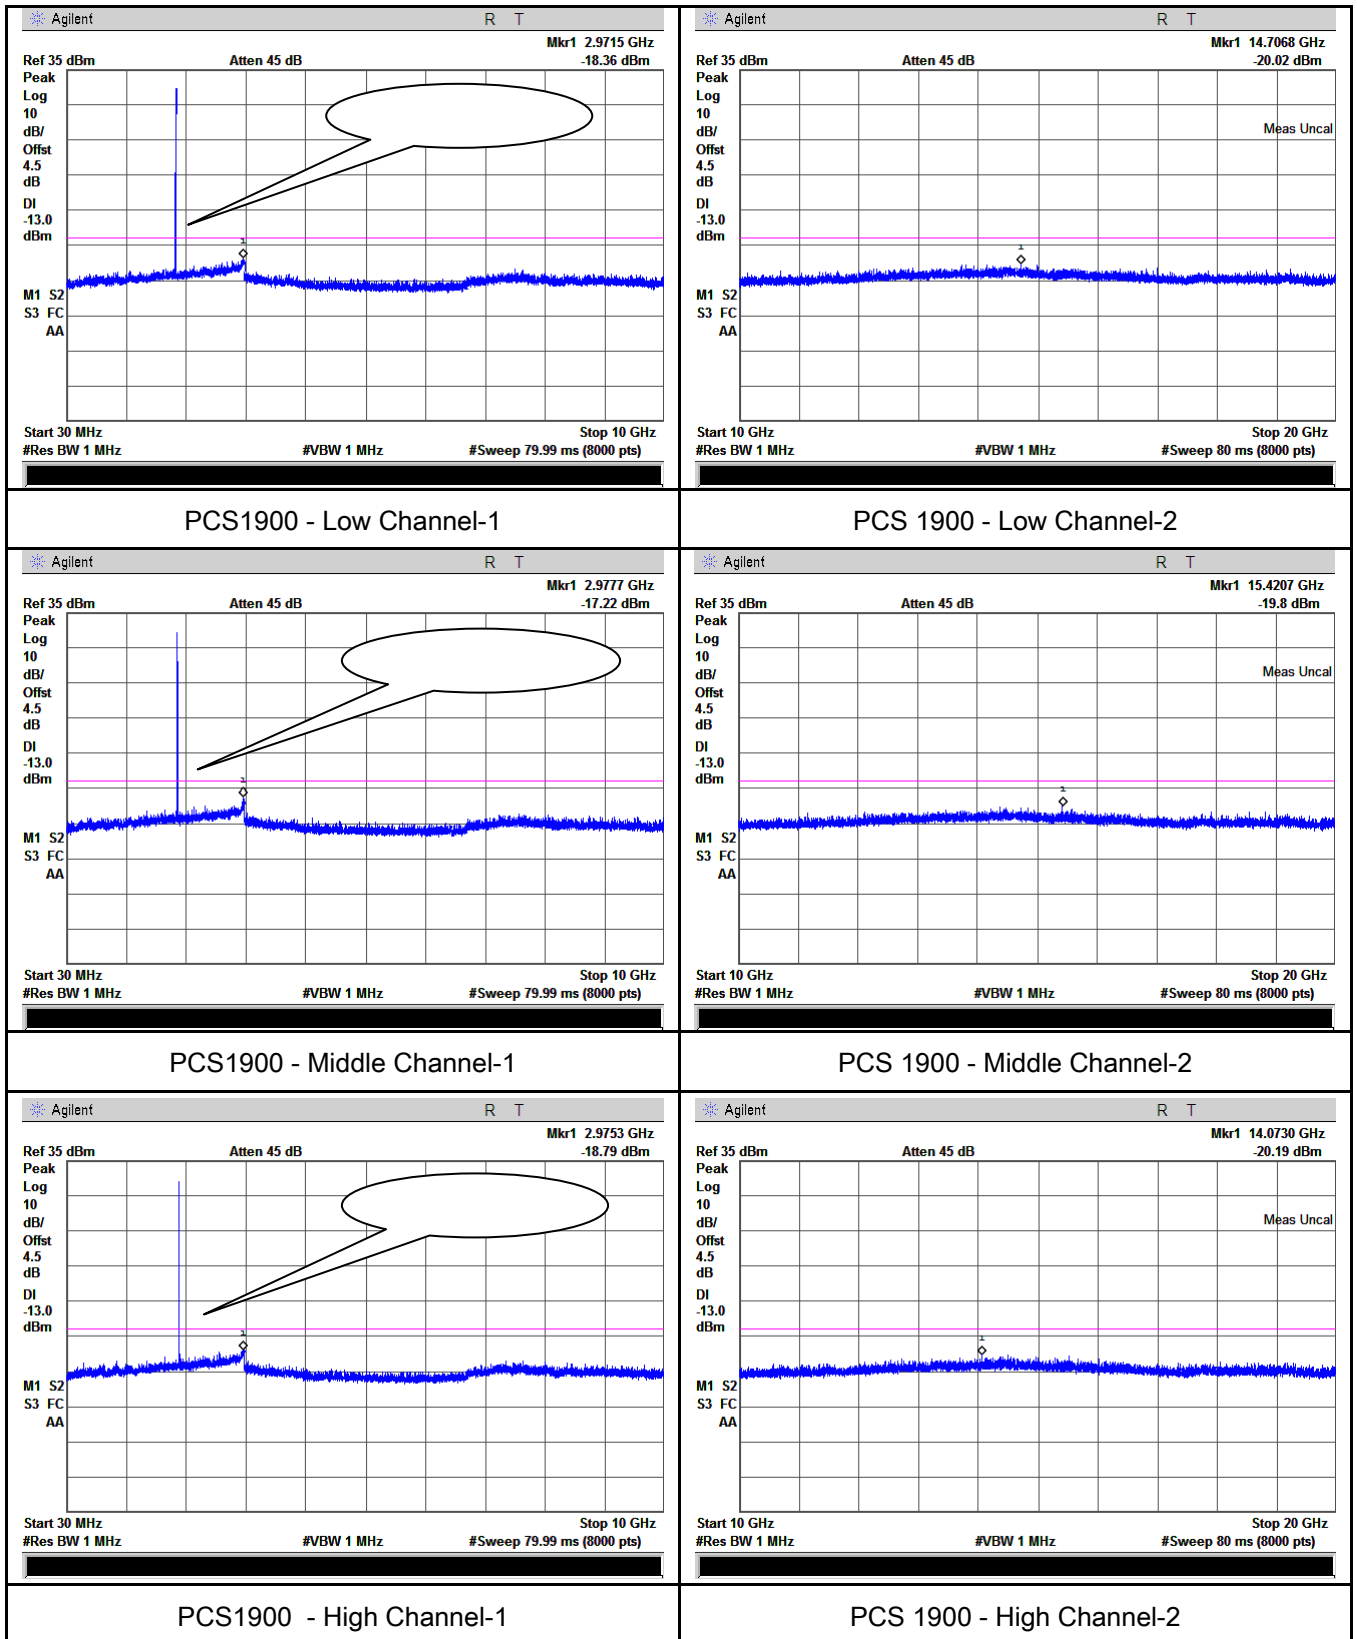 Agilent R T
Mkr1 2.9715 GHz
Ref 35 dBm Atten 45 dB -18.36 dBm
Peak
Log
10
dB/
Offst
4.5
dB
DI
-13.0
dBm
1
M1 S2
S3 FC
AA
Start 30 MHz Stop 10 GHz
#Res BW 1 MHz #VBW 1 MHz #Sweep 79.99 ms (8000 pts)
PCS1900 - Low Channel-1
Agilent R T
Mkr1 14.7068 GHz
Ref 35 dBm Atten 45 dB -20.02 dBm
Peak
Log
10
dB/
Offst
4.5
dB
DI
-13.0
dBm
Meas Uncal
1
M1 S2
S3 FC
AA
Start 10 GHz Stop 20 GHz
#Res BW 1 MHz #VBW 1 MHz #Sweep 80 ms (8000 pts)
PCS 1900 - Low Channel-2
Agilent R T
Mkr1 2.9777 GHz
Ref 35 dBm Atten 45 dB -17.22 dBm
Peak
Log
10
dB/
Offst
4.5
dB
DI
-13.0
dBm
1
M1 S2
S3 FC
AA
Start 30 MHz Stop 10 GHz
#Res BW 1 MHz #VBW 1 MHz #Sweep 79.99 ms (8000 pts)
PCS1900 - Middle Channel-1
Agilent R T
Mkr1 15.4207 GHz
Ref 35 dBm Atten 45 dB -19.8 dBm
Peak
Log
10
dB/
Offst
4.5
dB
DI
-13.0
dBm
Meas Uncal
1
M1 S2
S3 FC
AA
Start 10 GHz Stop 20 GHz
#Res BW 1 MHz #VBW 1 MHz #Sweep 80 ms (8000 pts)
PCS 1900 - Middle Channel-2
Agilent R T
Mkr1 2.9753 GHz
Ref 35 dBm Atten 45 dB -18.79 dBm
Peak
Log
10
dB/
Offst
4.5
dB
DI
-13.0
dBm
1
M1 S2
S3 FC
AA
Start 30 MHz Stop 10 GHz
#Res BW 1 MHz #VBW 1 MHz #Sweep 79.99 ms (8000 pts)
PCS1900 - High Channel-1
Agilent R T
Mkr1 14.0730 GHz
Ref 35 dBm Atten 45 dB -20.19 dBm
Peak
Log
10
dB/
Offst
4.5
dB
DI
-13.0
dBm
Meas Uncal
1
M1 S2
S3 FC
AA
Start 10 GHz Stop 20 GHz
#Res BW 1 MHz #VBW 1 MHz #Sweep 80 ms (8000 pts)
PCS 1900 - High Channel-2